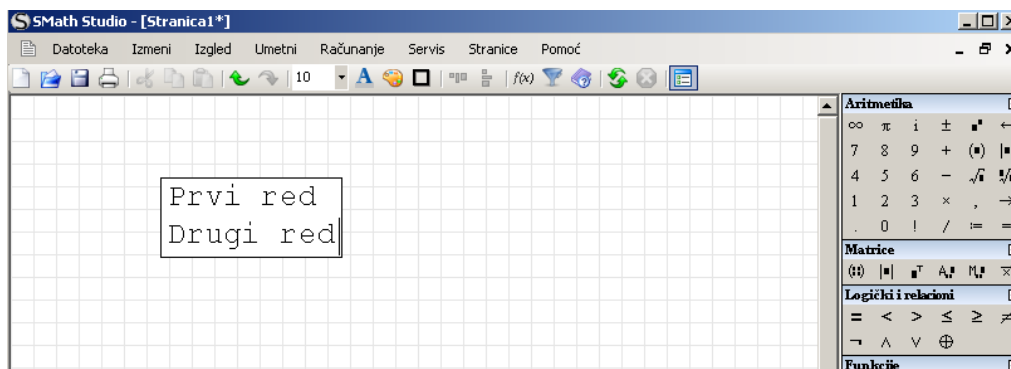 SMath Studio - [Stranica1*]
Datoteka Izmeni Izgled Umetni Računanje Servis Stranice Pomoć
10 A f(x)
Prvi red
Drugi red
Aritmetika
∞ π i ± ←
7 8 9 + (■) |■
4 5 6 − √■
1 2 3 × , →
. 0 ! / := =
Matrice
|■| ■ᵀ A M
Logički i relacioni
= < > ≤ ≥ ≠
¬ ∧ ∨ ⊕
Funkcije